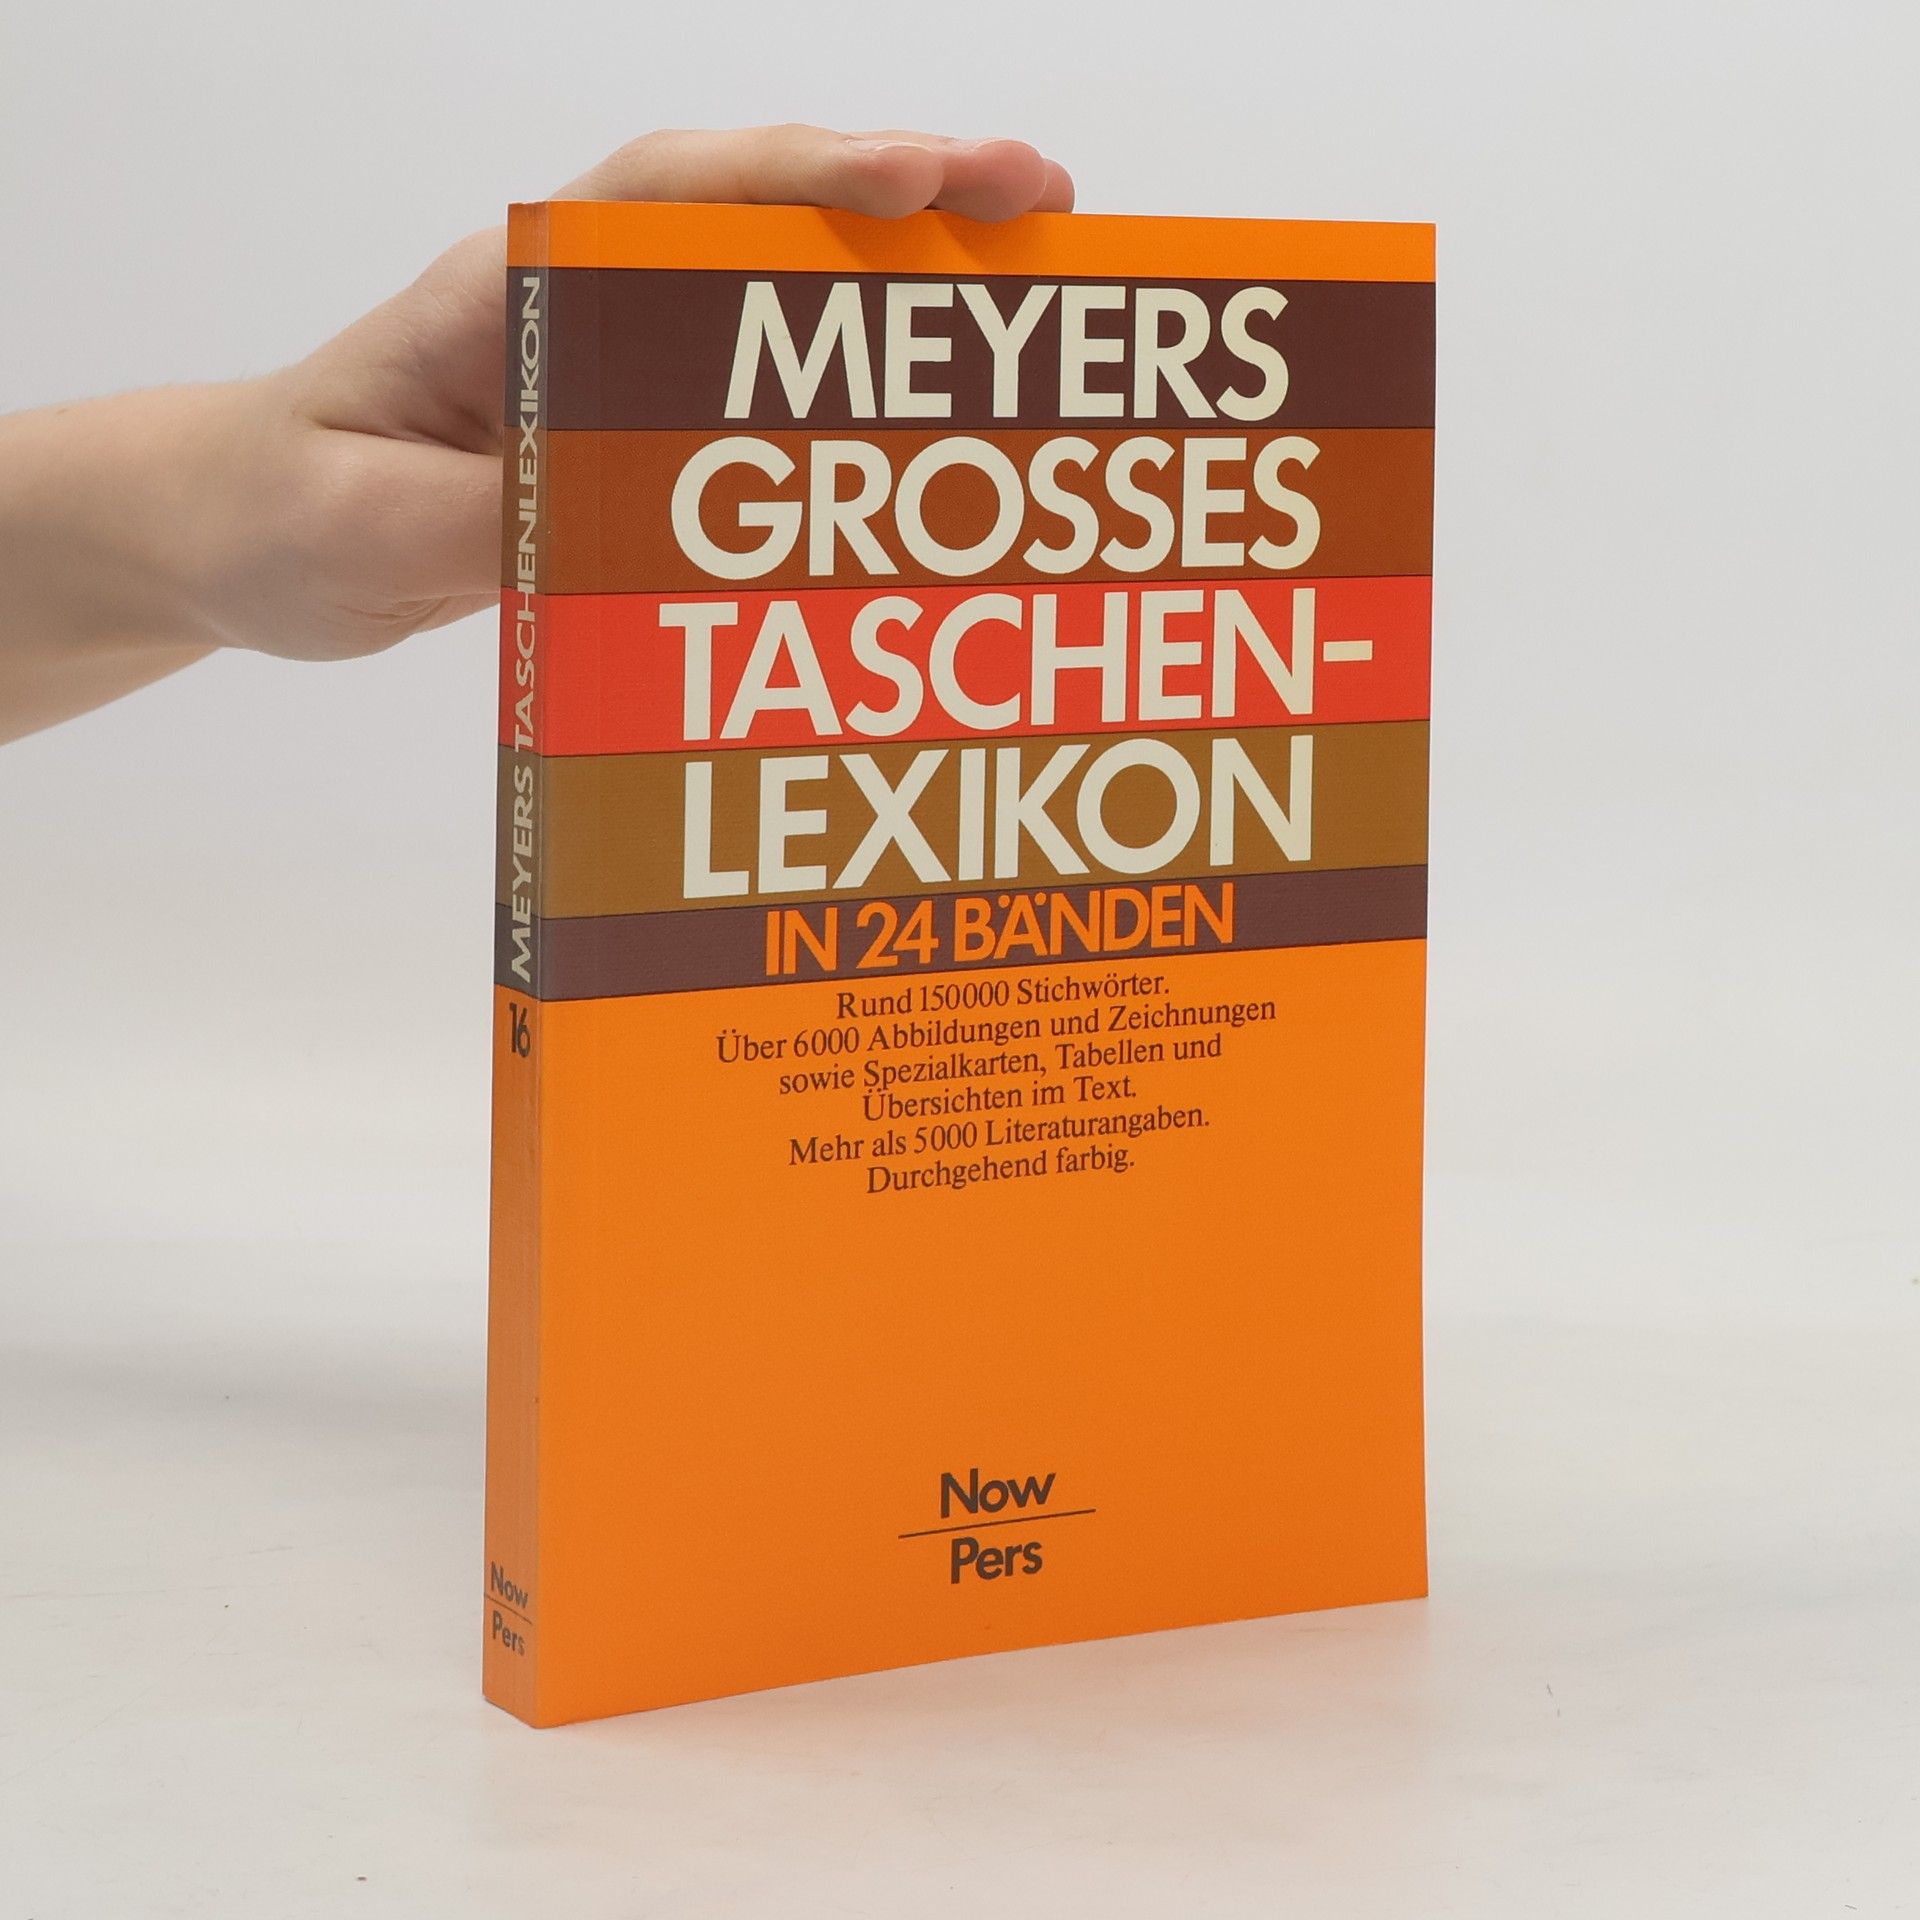 MEYERS
GROSSES
TASCHEN-
LEXIKON
IN 24 BÄNDEN
Rund 150000 Stichwörter.
Über 6000 Abbildungen und Zeichnungen
sowie Spezialkarten, Tabellen und
Übersichten im Text.
Mehr als 5000 Literaturangaben.
Durchgehend farbig.
Now
Pers
MEYERS TASCHENLEXIKON
16
Now
Pers